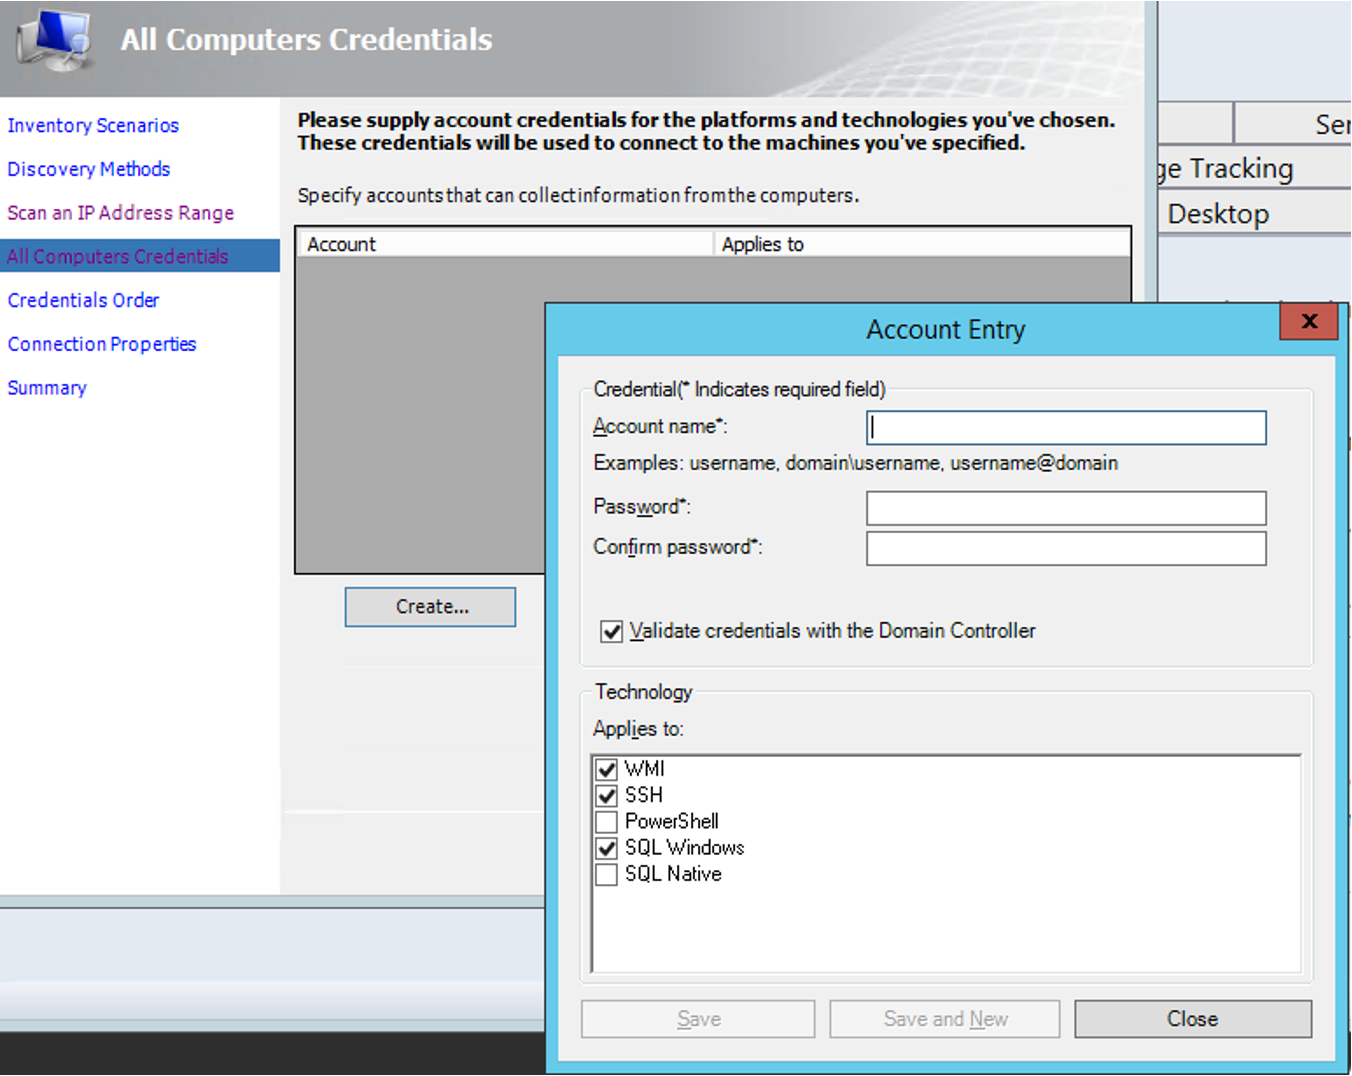 All Computers Credentials
Inventory Scenarios
Discovery Methods
Scan an IP Address Range
All Computers Credentials
Credentials Order
Connection Properties
Summary
Please supply account credentials for the platforms and technologies you've chosen.
These credentials will be used to connect to the machines you've specified.
Specify accounts that can collect information from the computers.
Account Applies to
Create...
Tracking
Desktop
Account Entry
x
Credential(* Indicates required field)
Account name*:
Examples: username, domain\username, username@domain
Password*:
Confirm password*:
Validate credentials with the Domain Controller
Technology
Applies to:
WMI
SSH
PowerShell
SQL Windows
SQL Native
Save Save and New Close